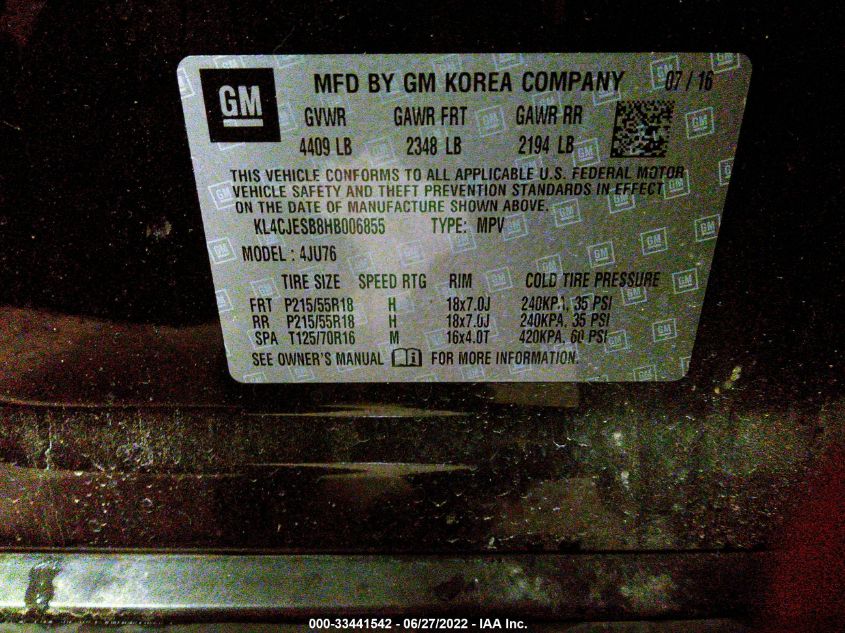 GM
MFD BY GM KOREA COMPANY 07 / 16
GVWR GAWR FRT GAWR RR
4409 LB 2348 LB 2194 LB
THIS VEHICLE CONFORMS TO ALL APPLICABLE U.S. FEDERAL MOTOR
VEHICLE SAFETY AND THEFT PREVENTION STANDARDS IN EFFECT
ON THE DATE OF MANUFACTURE SHOWN ABOVE.
KL4CJESB8HB006855 TYPE: MPV
MODEL : 4JU76
TIRE SIZE SPEED RTG RIM COLD TIRE PRESSURE
FRT P215/55R18 H 18x7.0J 240KPA, 35 PSI
RR P215/55R18 H 18x7.0J 240KPA, 35 PSI
SPA T125/70R16 M 16x4.0T 420KPA, 60 PSI
SEE OWNER'S MANUAL i FOR MORE INFORMATION.
000-33441542 - 06/27/2022 - IAA Inc.